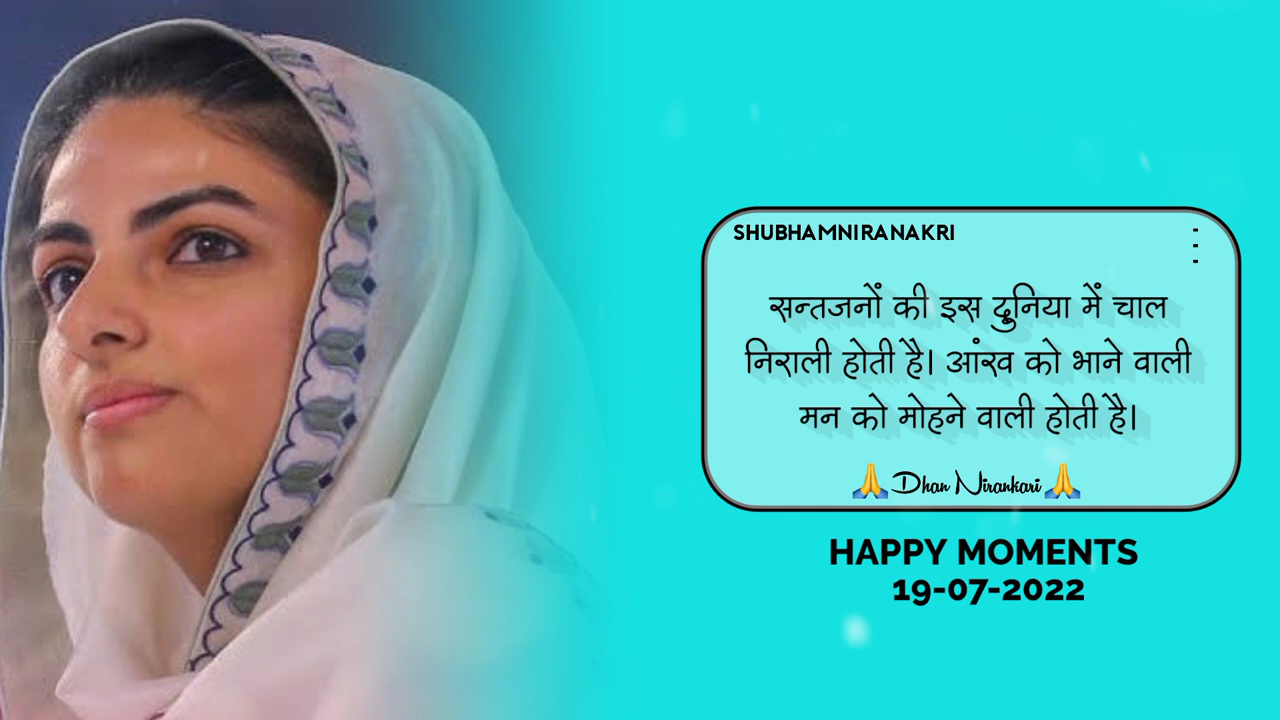 SHUBHAMNIRANAKRI
सन्तजनों की इस दुनिया में चाल
निराली होती है। आंख को भाने वाली
मन को मोहने वाली होती है।
🙏Dhan Nirankari🙏
HAPPY MOMENTS
19-07-2022